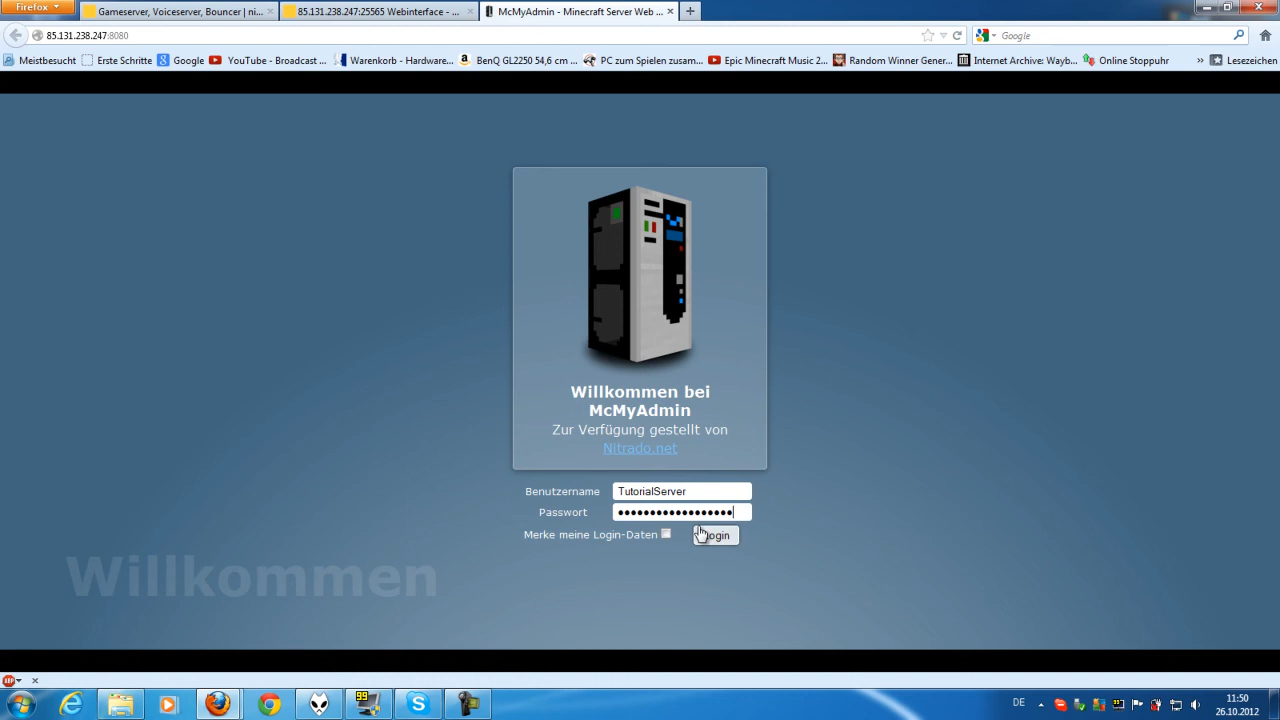 Firefox
Gameserver, Voiceserver, Bouncer | ni...
85.131.238.247:25565 Webinterface - ...
McMyAdmin - Minecraft Server Web ...
85.131.238.247:8080
Google
Meistbesucht
Erste Schritte
Google
YouTube - Broadcast ...
Warenkorb - Hardware...
BenQ GL2250 54,6 cm ...
PC zum Spielen zusam...
Epic Minecraft Music 2...
Random Winner Gener...
Internet Archive: Wayb...
Online Stoppuhr
»
Lesezeichen
Willkommen bei
McMyAdmin
Zur Verfügung gestellt von
Nitrado.net
Benutzername
TutorialServer
Passwort
Merke meine Login-Daten
Login
Willkommen
ABP
99
DE
11:50
26.10.2012